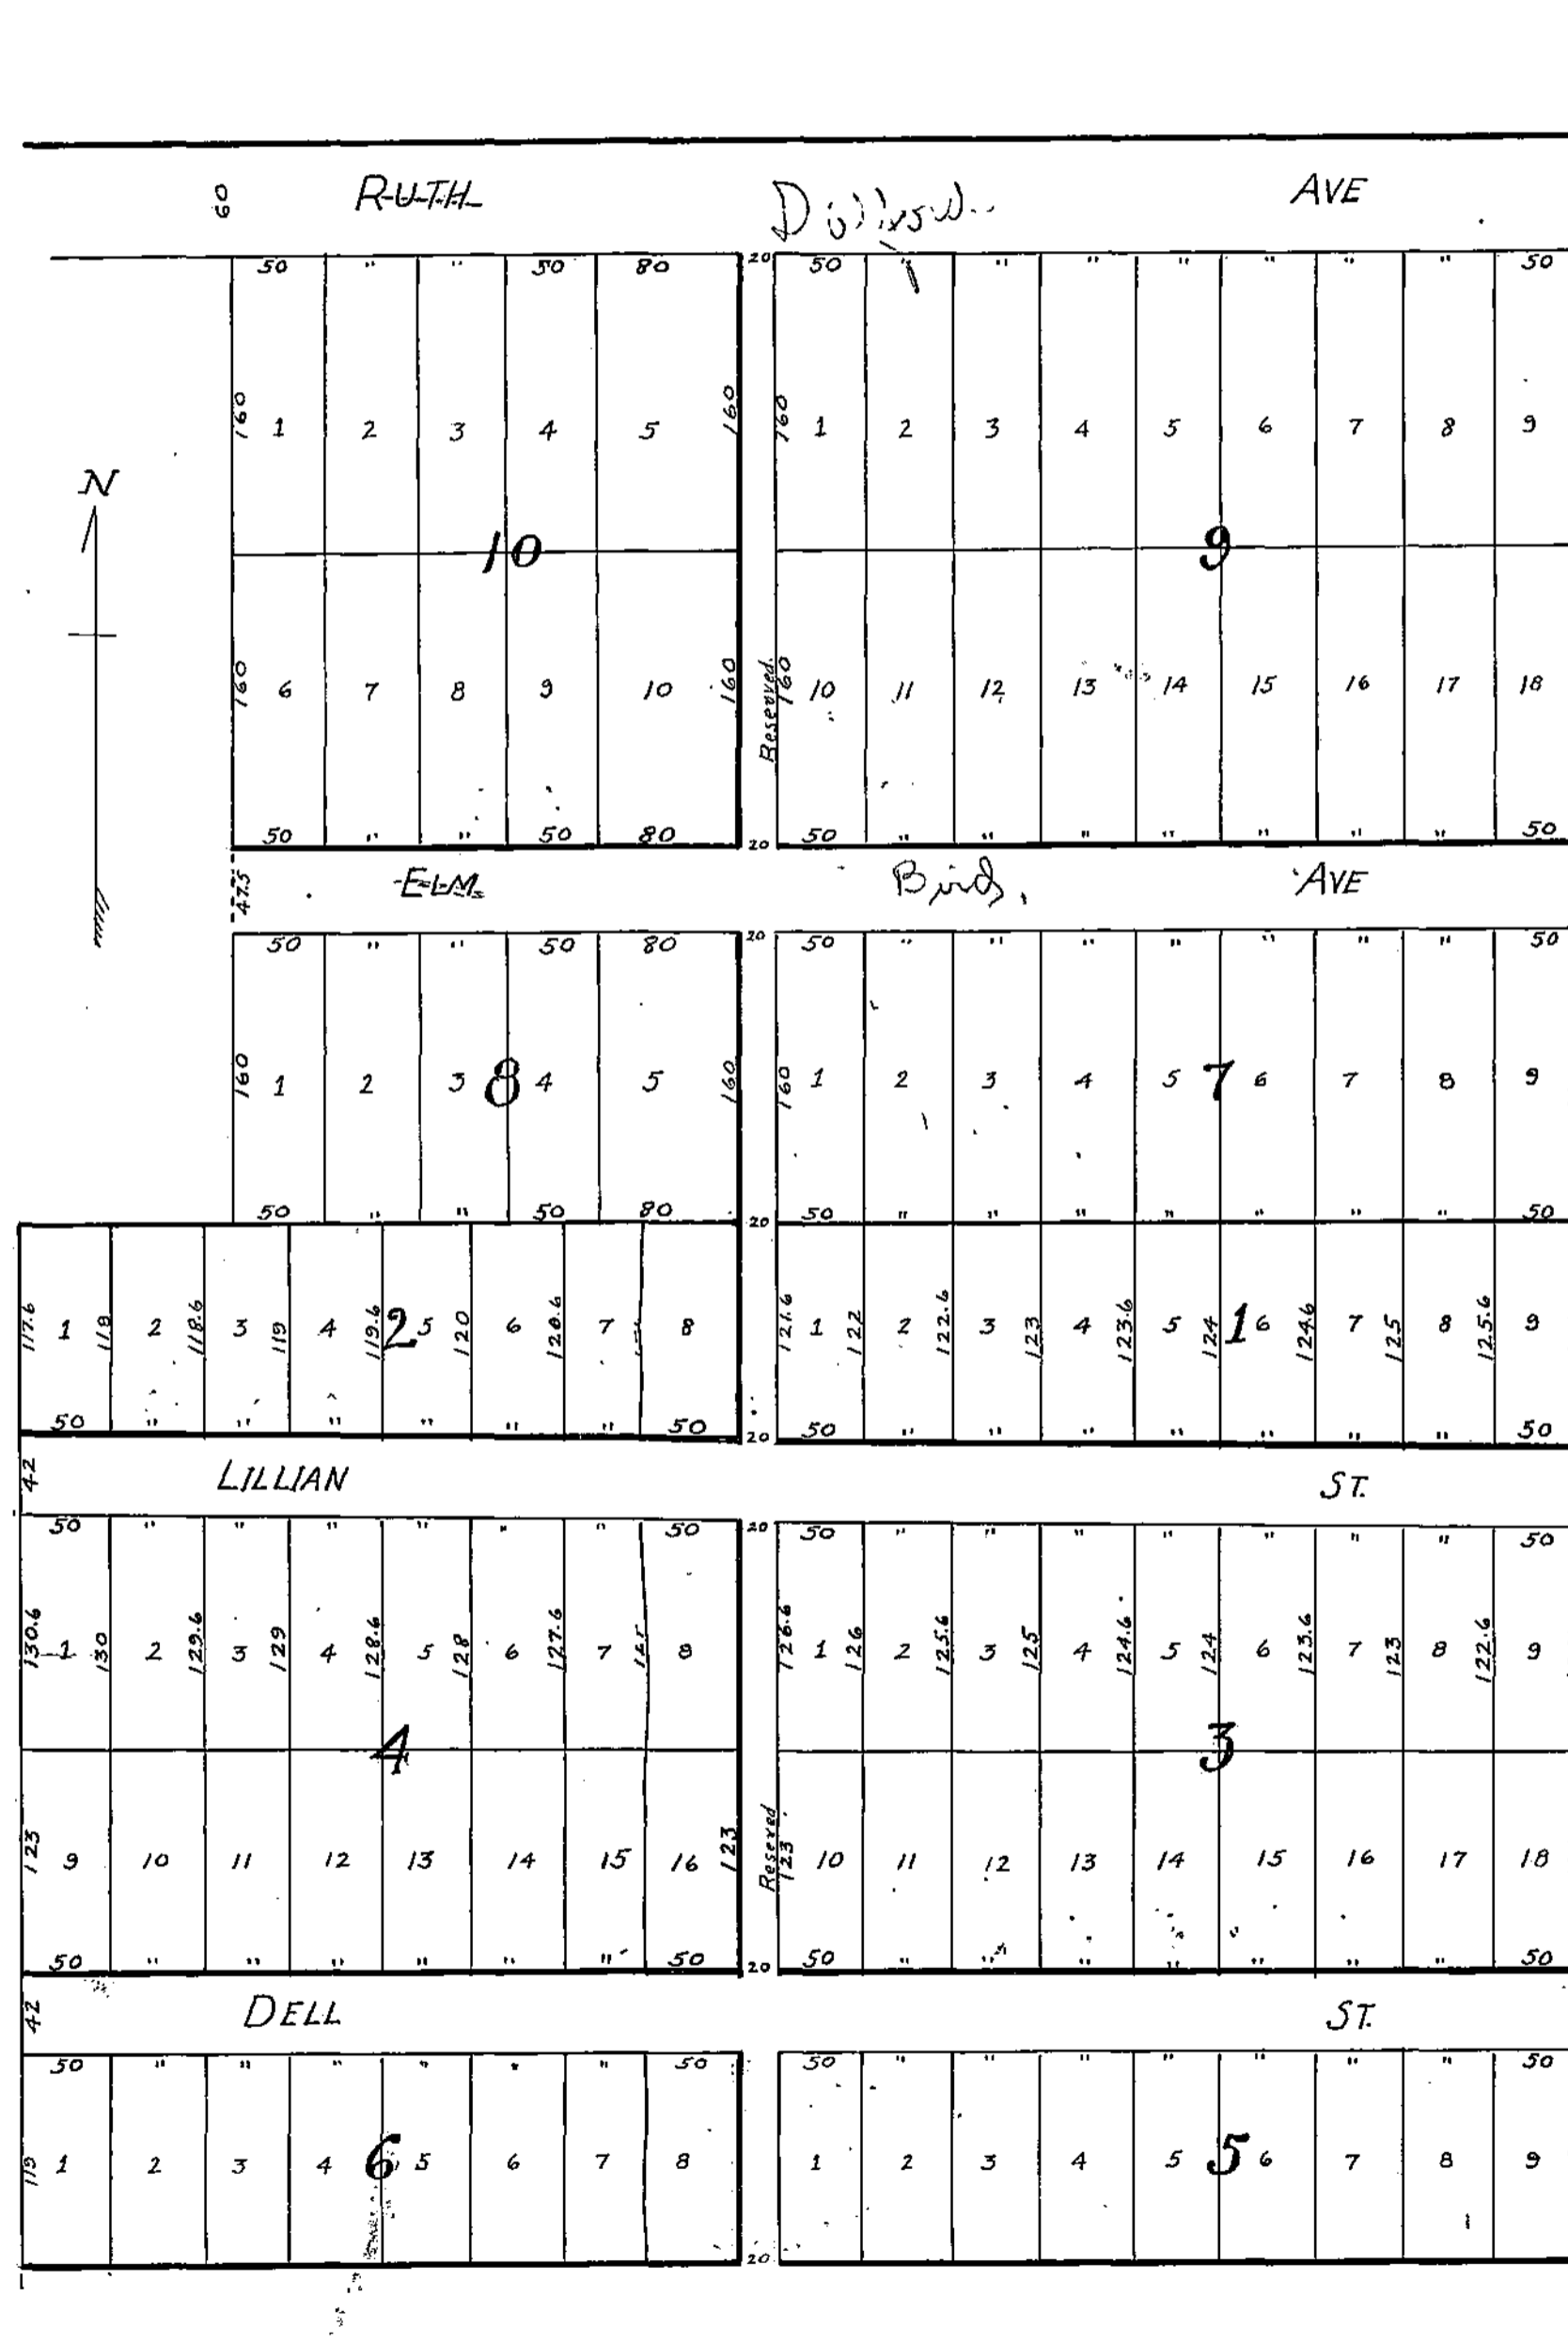 60 R-U-T-H AVE
50 " " 50 80 20 50 " " " " " " " 50
N
160 1 2 3 4 5 160 160 1 2 3 4 5 6 7 8 9
10 9
160 6 7 8 9 10 160 Reserved. 160 10 11 12 13 14 15 16 17 18
50 " " 50 80 20 50 " " " " " " " 50
47.5 E-L-M. Bird. AVE
50 " " 50 80 20 50 " " " " " " " 50
160 1 2 3 8 4 5 160 160 1 2 3 4 5 7 6 7 8 9
50 " " 50 80 20 50 " " " " " " " 50
117.6 1 118 2 118.6 3 119 4 119.6 2 5 120 6 120.6 7 8 121.6 1 122 2 122.6 3 123 4 123.6 5 124 1 6 124.6 7 125 8 125.6 9
50 " " " " " " 50 20 50 " " " " " " " 50
42 LILLIAN ST.
50 " " " " " " 50 20 50 " " " " " " " 50
130.6 1 130 2 129.6 3 129 4 128.6 5 128 6 127.6 7 8 126.6 1 126 2 125.6 3 125 4 124.6 5 124 6 123.6 7 123 8 122.6 9
4 3
123 9 10 11 12 13 14 15 16 123 Reserved 123 10 11 12 13 14 15 16 17 18
50 " " " " " " 50 20 50 " " " " " " " 50
42 DELL ST.
50 " " " " " " 50 50 " " " " " " " 50
119 1 2 3 4 6 5 6 7 8 1 2 3 4 5 5 6 7 8 9
20